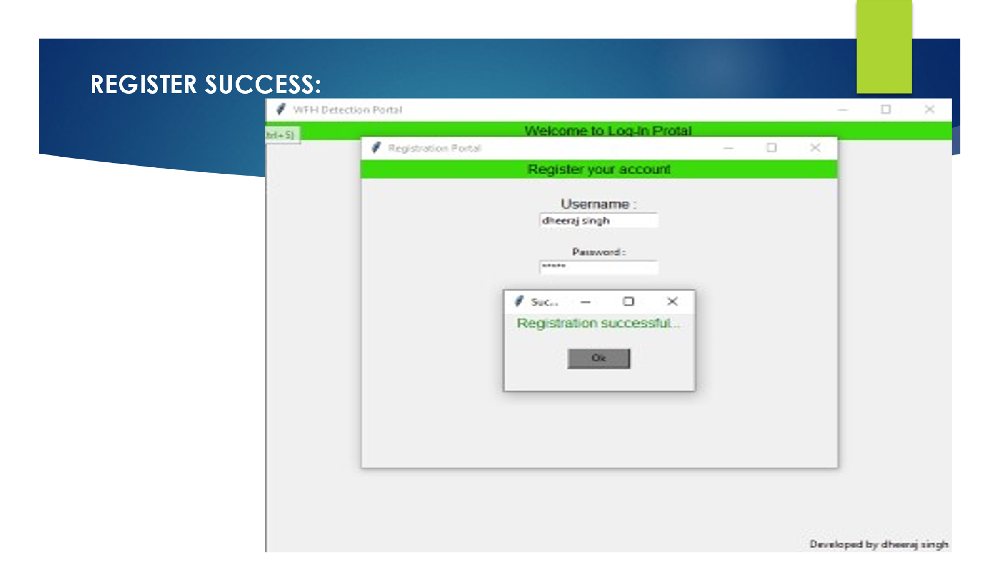 REGISTER SUCCESS:
WFH Detection Portal
Welcome to Log-In Protal
trl+S)
Registration Portal
Register your account
Username :
dheeraj singh
Password :
*****
Suc...
Registration successful...
Ok
Developed by dheeraj singh